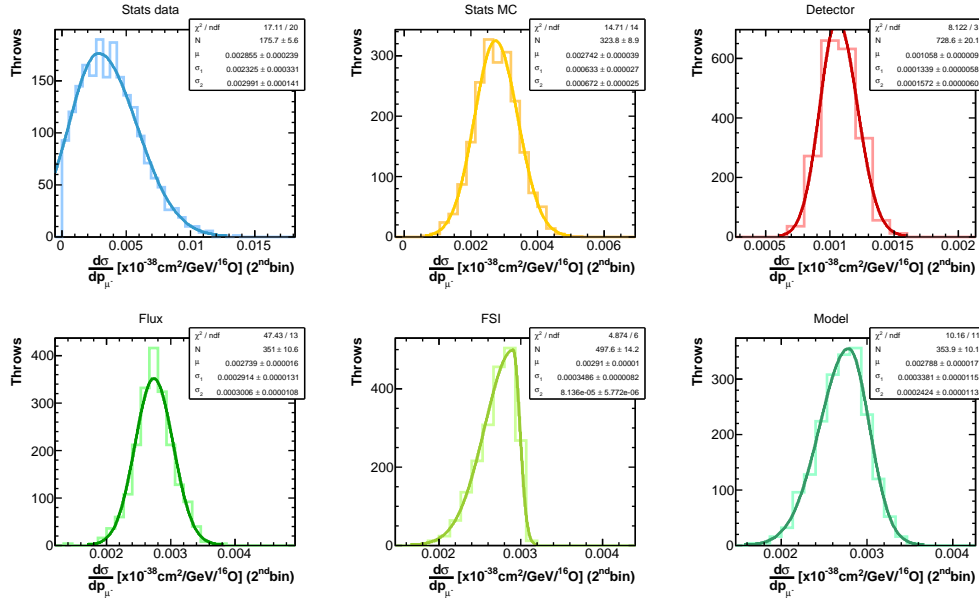 Stats data
Throws
χ² / ndf 17.11 / 20
N 175.7 ± 5.6
μ 0.002855 ± 0.000239
σ₁ 0.002325 ± 0.000331
σ₂ 0.002991 ± 0.000141
150
100
50
0
0 0.005 0.01 0.015
dσ/dpμ⁻ [x10⁻³⁸cm²/GeV/¹⁶O] (2ⁿᵈbin)
Stats MC
Throws
χ² / ndf 14.71 / 14
N 323.8 ± 8.9
μ 0.002742 ± 0.000039
σ₁ 0.000633 ± 0.000027
σ₂ 0.000672 ± 0.000025
300
200
100
0
0 0.002 0.004 0.006
dσ/dpμ⁻ [x10⁻³⁸cm²/GeV/¹⁶O] (2ⁿᵈbin)
Detector
Throws
χ² / ndf 8.122 / 3
N 728.6 ± 20.1
μ 0.001058 ± 0.000009
σ₁ 0.0001339 ± 0.0000058
σ₂ 0.0001572 ± 0.0000060
600
400
200
0
0.0005 0.001 0.0015 0.002
dσ/dpμ⁻ [x10⁻³⁸cm²/GeV/¹⁶O] (2ⁿᵈbin)
Flux
Throws
χ² / ndf 47.43 / 13
N 351 ± 10.6
μ 0.002739 ± 0.000016
σ₁ 0.0002914 ± 0.0000131
σ₂ 0.0003006 ± 0.0000108
400
300
200
100
0
0.002 0.003 0.004
dσ/dpμ⁻ [x10⁻³⁸cm²/GeV/¹⁶O] (2ⁿᵈbin)
FSI
Throws
χ² / ndf 4.874 / 6
N 497.6 ± 14.2
μ 0.00291 ± 0.00001
σ₁ 0.0003486 ± 0.0000082
σ₂ 8.136e-05 ± 5.772e-06
400
200
0
0.002 0.003 0.004
dσ/dpμ⁻ [x10⁻³⁸cm²/GeV/¹⁶O] (2ⁿᵈbin)
Model
Throws
χ² / ndf 10.16 / 11
N 353.9 ± 10.1
μ 0.002788 ± 0.000017
σ₁ 0.0003381 ± 0.0000115
σ₂ 0.0002424 ± 0.0000113
300
200
100
0
0.002 0.003 0.004
dσ/dpμ⁻ [x10⁻³⁸cm²/GeV/¹⁶O] (2ⁿᵈbin)